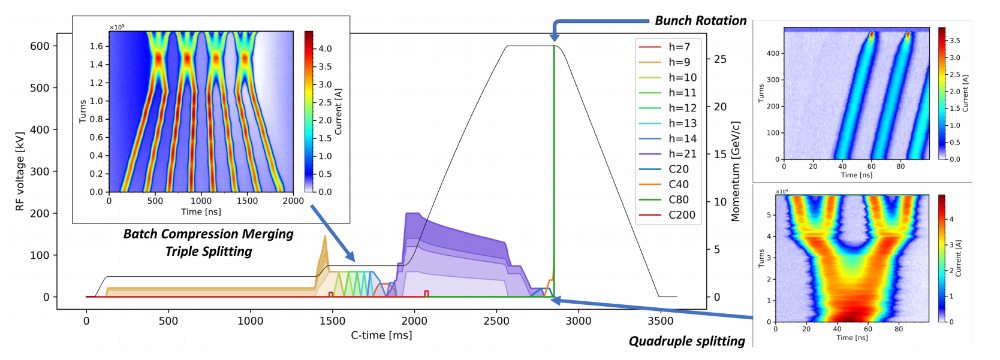 Bunch Rotation
×10⁵
1.6
1.4
1.2
1.0
0.8
0.6
0.4
0.2
0.0
Turns
0
500
1000
1500
2000
Time [ns]
4.0
3.5
3.0
2.5
2.0
1.5
1.0
0.5
0.0
Current [A]
Batch Compression Merging
Triple Splitting
600
500
400
300
200
100
0
RF voltage [kV]
0
500
1000
1500
2000
2500
3000
3500
C-time [ms]
h=7
h=9
h=10
h=11
h=12
h=13
h=14
h=21
C20
C40
C80
C200
25
20
15
10
5
0
Momentum [GeV/c]
400
300
200
100
0
Turns
0
20
40
60
80
Time [ns]
3.5
3.0
2.5
2.0
1.5
1.0
0.5
0.0
Current [A]
×10⁴
5
4
3
2
1
0
Turns
0
20
40
60
80
Time [ns]
4
3
2
1
0
Current [A]
Quadruple splitting